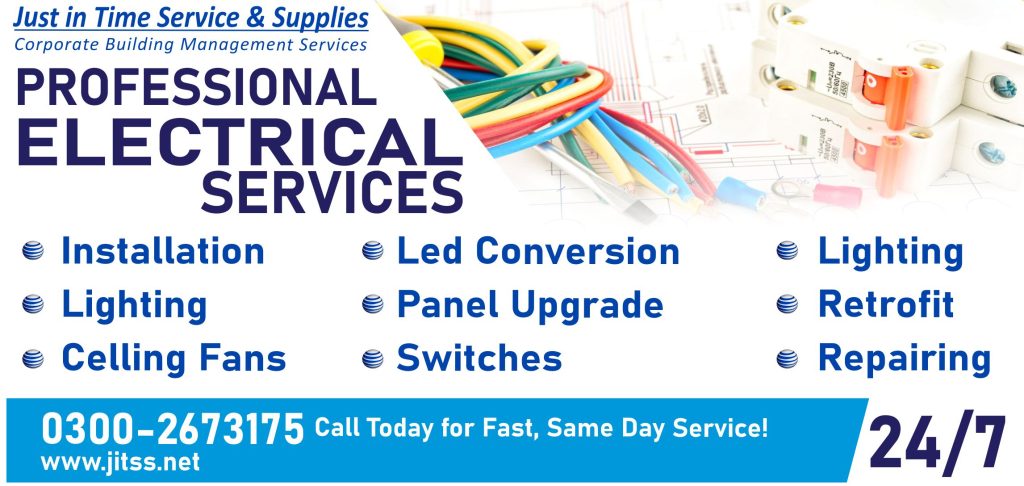 Just in Time Service & Supplies
Corporate Building Management Services
PROFESSIONAL
ELECTRICAL
SERVICES
Installation
Lighting
Celling Fans
Led Conversion
Panel Upgrade
Switches
Lighting
Retrofit
Repairing
0300-2673175 Call Today for Fast, Same Day Service!
www.jitss.net
24/7